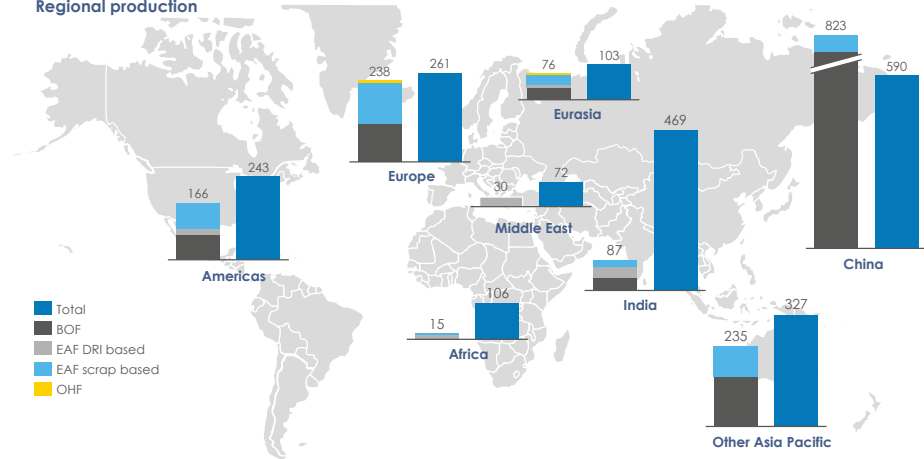 Regional production
823
590
238
261
76
103
Eurasia
469
166
243
Europe
30
72
Middle East
Americas
87
China
India
Total
BOF
EAF DRI based
EAF scrap based
OHF
15
106
Africa
327
235
Other Asia Pacific